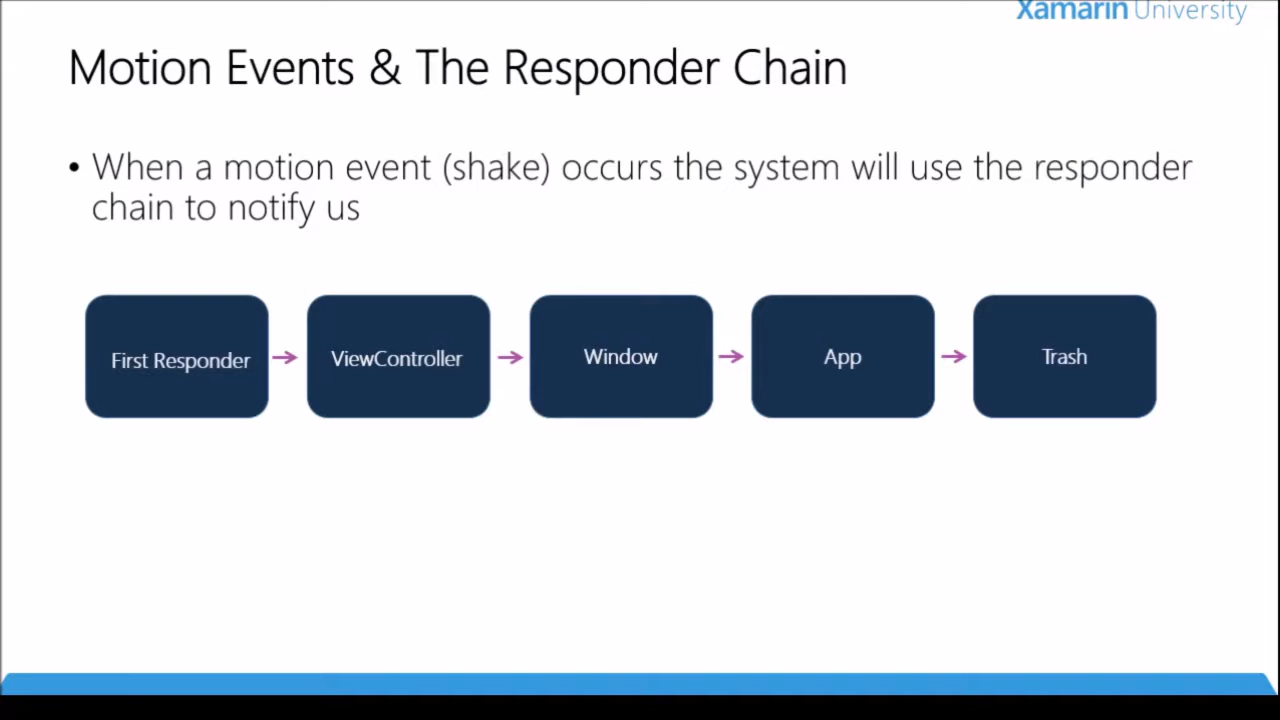 Xamarin University
Motion Events & The Responder Chain
• When a motion event (shake) occurs the system will use the responder
chain to notify us
First Responder
ViewController
Window
App
Trash